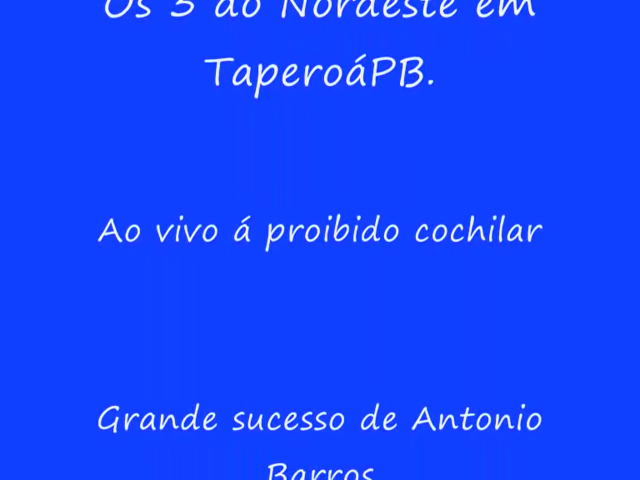 Os 3 do Nordeste em
TaperoáPB.
Ao vivo á proibido cochilar
Grande sucesso de Antonio
Barros